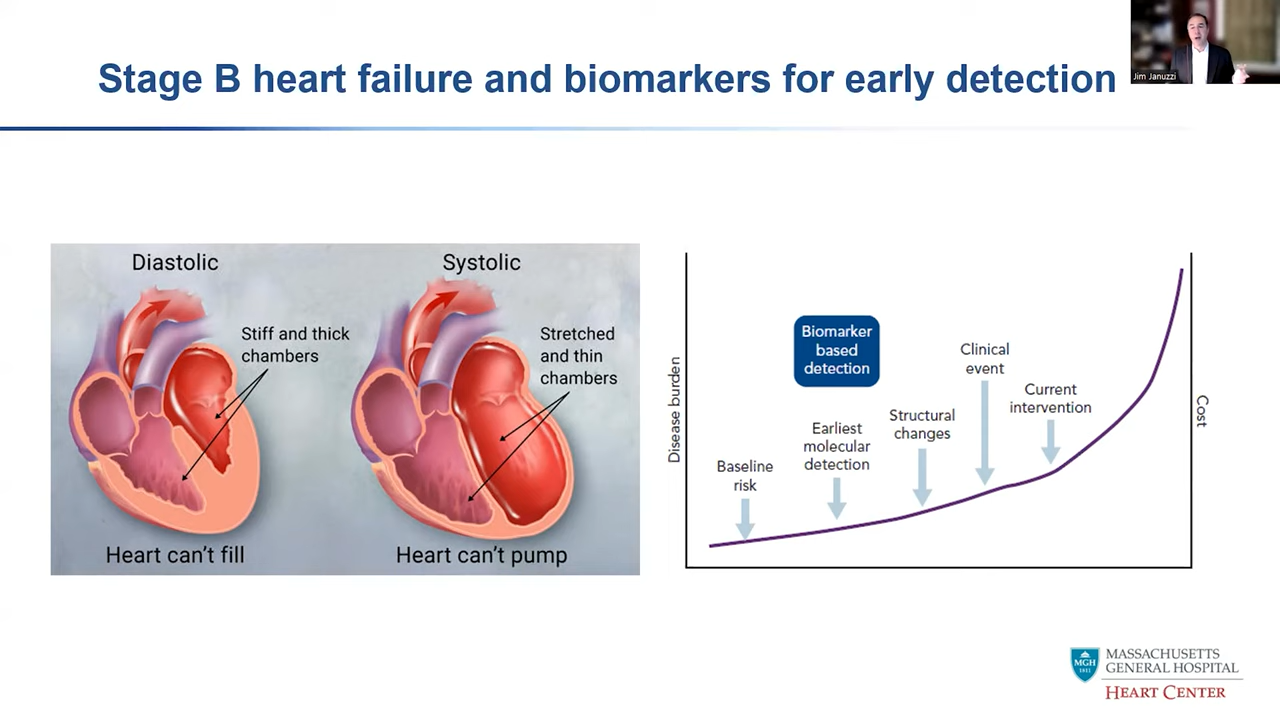 Stage B heart failure and biomarkers for early detection
Jim Januzzi
Diastolic
Systolic
Stiff and thick
chambers
Stretched
and thin
chambers
Heart can't fill
Heart can't pump
Disease burden
Biomarker
based
detection
Baseline
risk
Earliest
molecular
detection
Structural
changes
Clinical
event
Current
intervention
Cost
MGH
1811
MASSACHUSETTS
GENERAL HOSPITAL
HEART CENTER